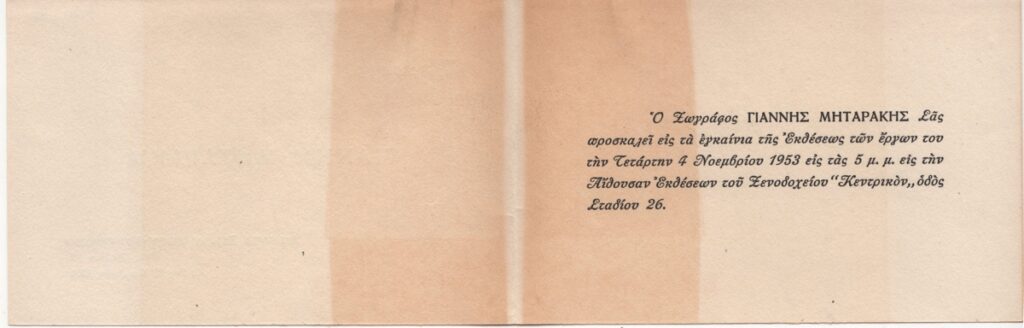 Ὁ Ζωγράφος ΓΙΑΝΝΗΣ ΜΗΤΑΡΑΚΗΣ Σᾶς
προσκαλεῖ εἰς τὰ ἐγκαίνια τῆς Ἐκθέσεως τῶν ἔργων του
τὴν Τετάρτην 4 Νοεμβρίου 1953 εἰς τὰς 5 μ. μ. εἰς τὴν
Αἴθουσαν Ἐκθέσεων τοῦ Ξενοδοχείου "Κεντρικὸν,, ὁδὸς
Σταδίου 26.